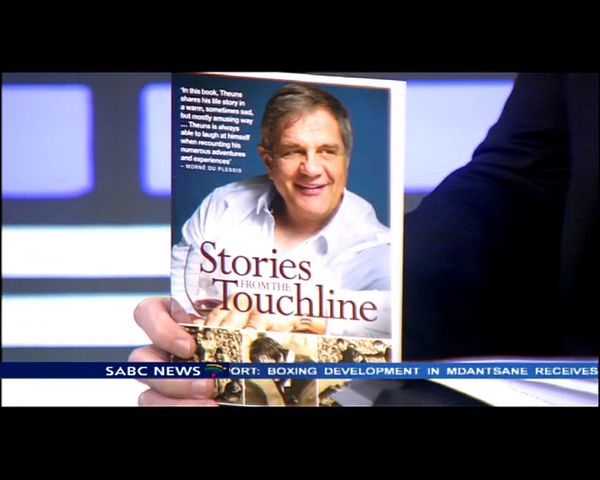 'In this book, Theuns
shares his life story in
a warm, sometimes sad,
but mostly amusing way
... Theuns is always
able to laugh at himself
when recounting his
numerous adventures
and experiences'
– MORNÉ DU PLESSIS
Stories
FROM THE
Touchline
SABC NEWS ORT: BOXING DEVELOPMENT IN MDANTSANE RECEIVES